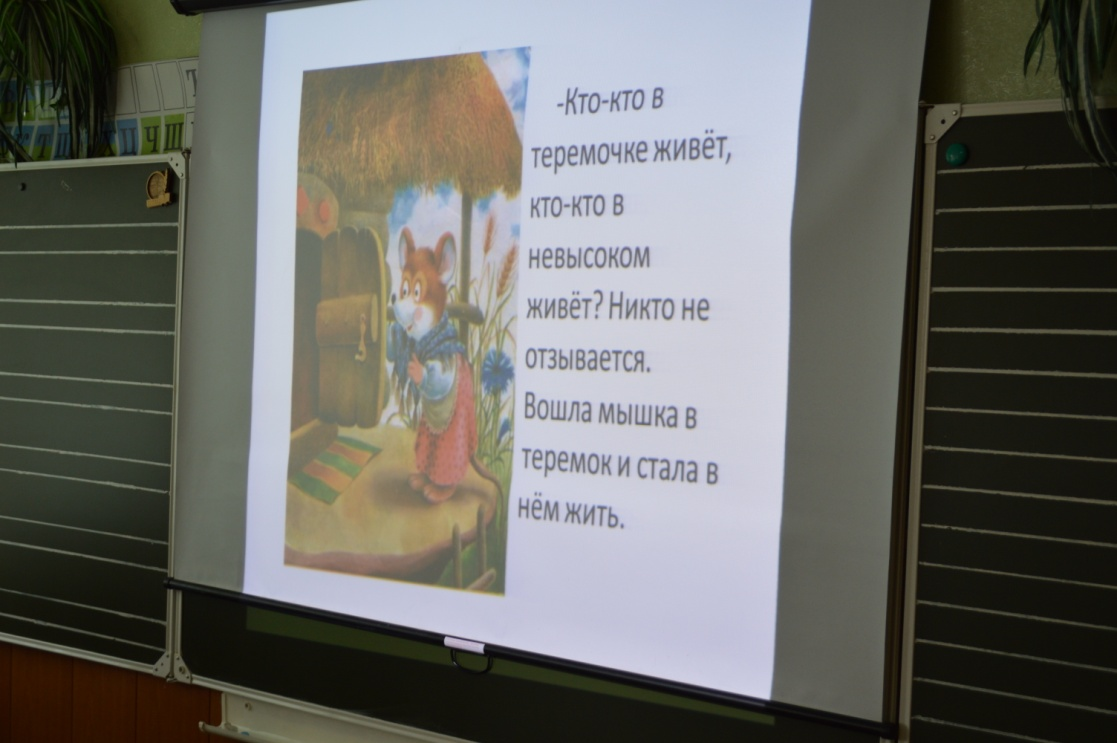 -Кто-кто в
теремочке живёт,
кто-кто в
невысоком
живёт? Никто не
отзывается.
Вошла мышка в
теремок и стала в
нём жить.